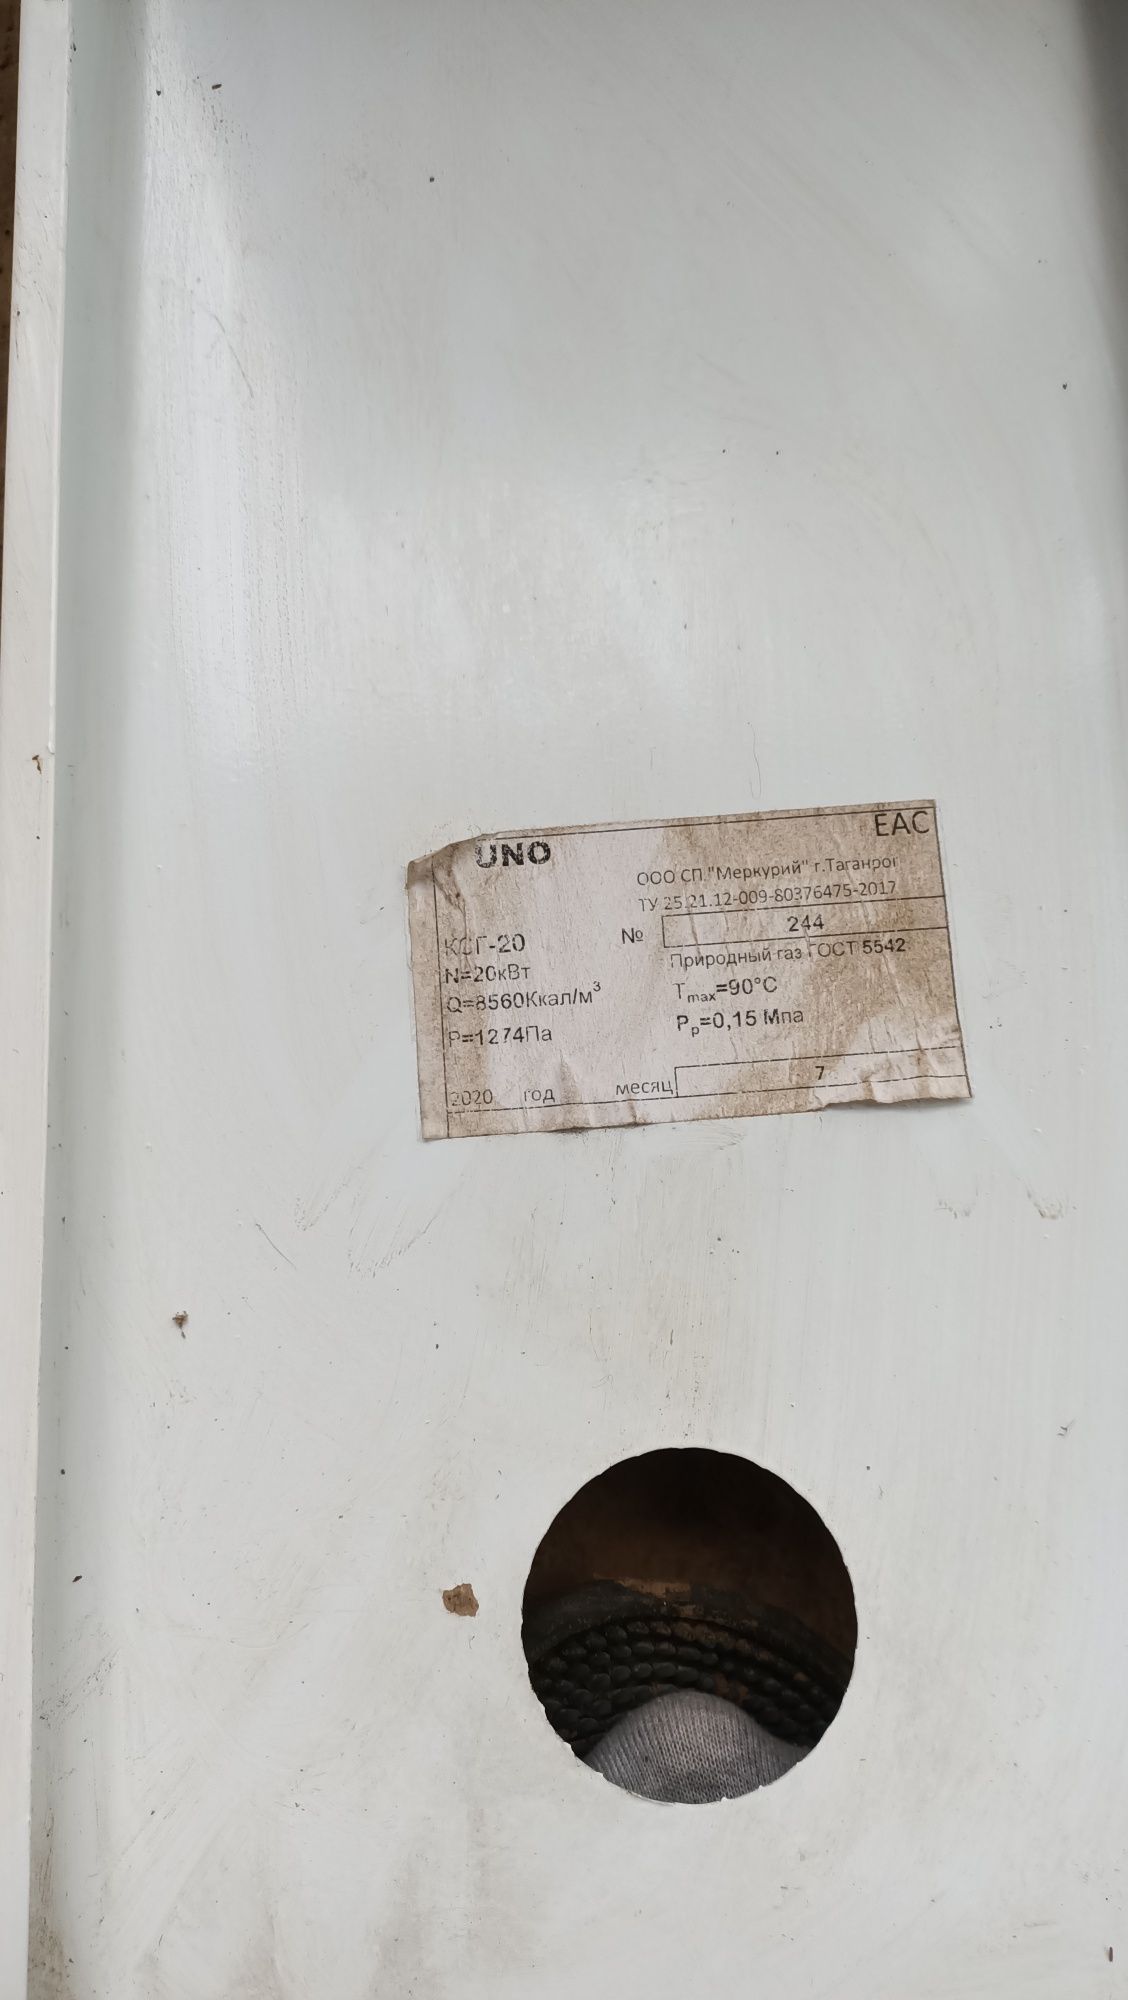 UNO
EAC
ООО СП."Меркурий" г.Таганрог
ТУ 25.21.12-009-80376475-2017
№ 244
КСГ-20
Природный газ ГОСТ 5542
N=20кВт
Tmax=90°C
Q=8560Ккал/м³
Pр=0,15 Мпа
P=1274Па
2020 год месяц 7